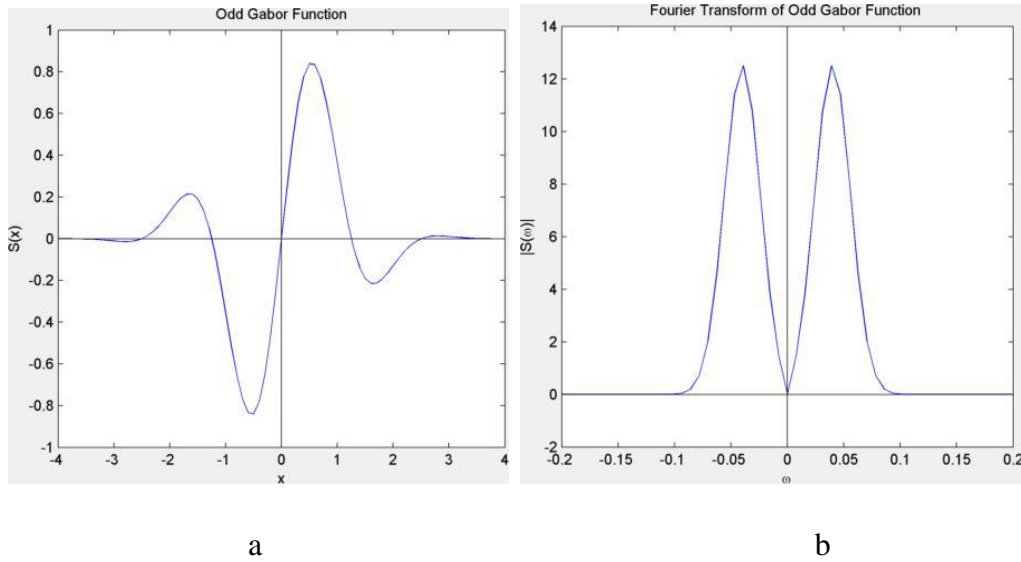 Odd Gabor Function
1
0.8
0.6
0.4
0.2
0
-0.2
-0.4
-0.6
-0.8
-1
S(x)
-4 -3 -2 -1 0 1 2 3 4
x
a
Fourier Transform of Odd Gabor Function
14
12
10
8
6
4
2
0
-2
|S(ω)|
-0.2 -0.15 -0.1 -0.05 0 0.05 0.1 0.15 0.2
ω
b